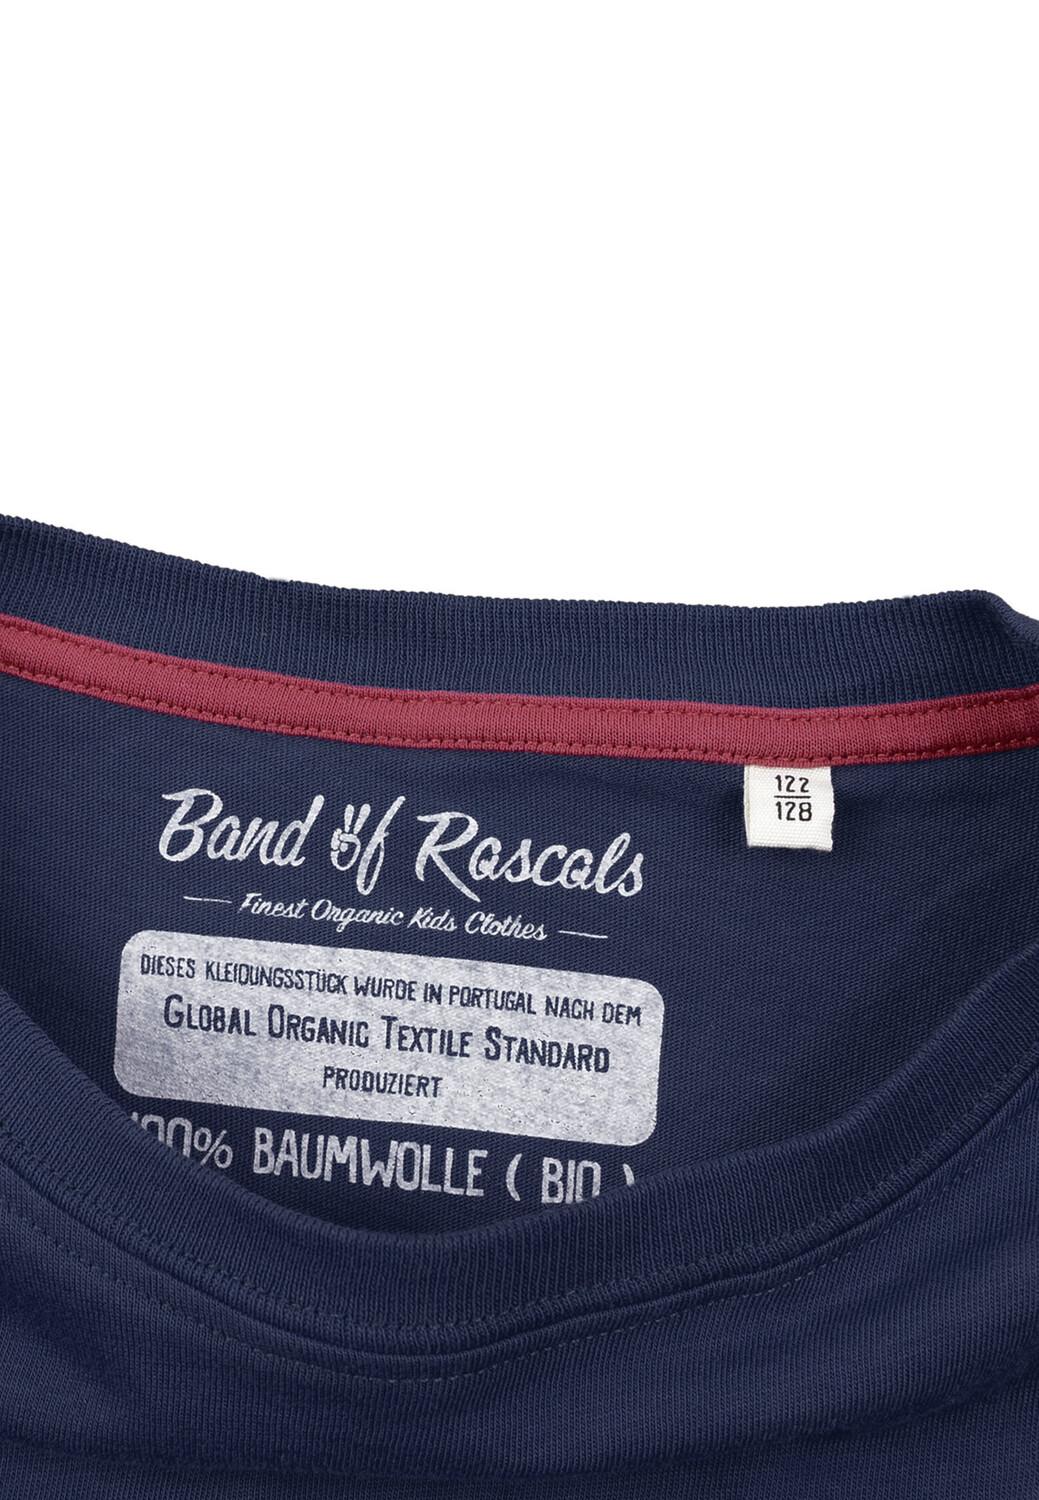 Band Of Rascals
Finest Organic Kids Clothes
122
128
DIESES KLEIDUNGSSTÜCK WURDE IN PORTUGAL NACH DEM
GLOBAL ORGANIC TEXTILE STANDARD
PRODUZIERT
100% BAUMWOLLE ( BIO )